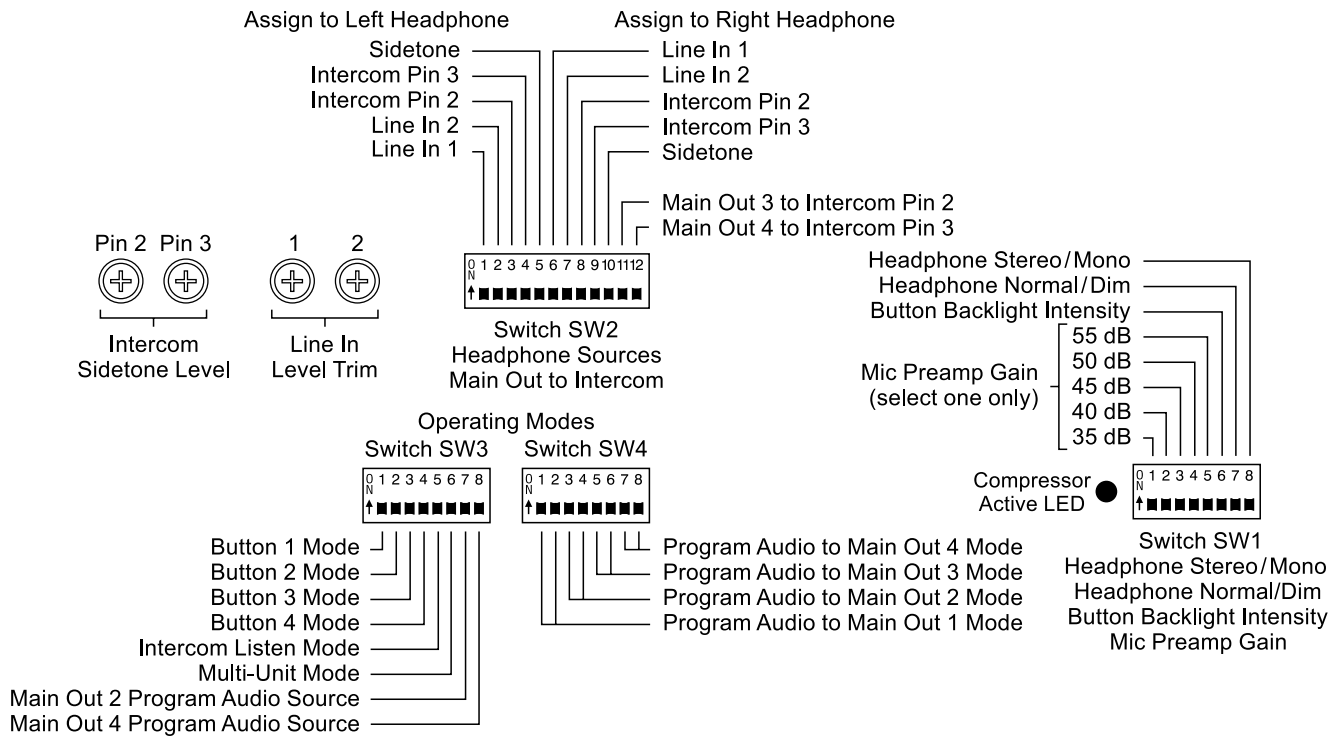 Assign to Left Headphone
Assign to Right Headphone
Sidetone
Intercom Pin 3
Intercom Pin 2
Line In 2
Line In 1
Line In 1
Line In 2
Intercom Pin 2
Intercom Pin 3
Sidetone
Main Out 3 to Intercom Pin 2
Main Out 4 to Intercom Pin 3
Pin 2 Pin 3
1 2
Intercom
Sidetone Level
Line In
Level Trim
ON 1 2 3 4 5 6 7 8 9 10 11 12
Switch SW2
Headphone Sources
Main Out to Intercom
Headphone Stereo/Mono
Headphone Normal/Dim
Button Backlight Intensity
Mic Preamp Gain
(select one only)
55 dB
50 dB
45 dB
40 dB
35 dB
Compressor
Active LED
ON 1 2 3 4 5 6 7 8
Switch SW1
Headphone Stereo/Mono
Headphone Normal/Dim
Button Backlight Intensity
Mic Preamp Gain
Operating Modes
Switch SW3
Switch SW4
ON 1 2 3 4 5 6 7 8
ON 1 2 3 4 5 6 7 8
Button 1 Mode
Button 2 Mode
Button 3 Mode
Button 4 Mode
Intercom Listen Mode
Multi-Unit Mode
Main Out 2 Program Audio Source
Main Out 4 Program Audio Source
Program Audio to Main Out 4 Mode
Program Audio to Main Out 3 Mode
Program Audio to Main Out 2 Mode
Program Audio to Main Out 1 Mode